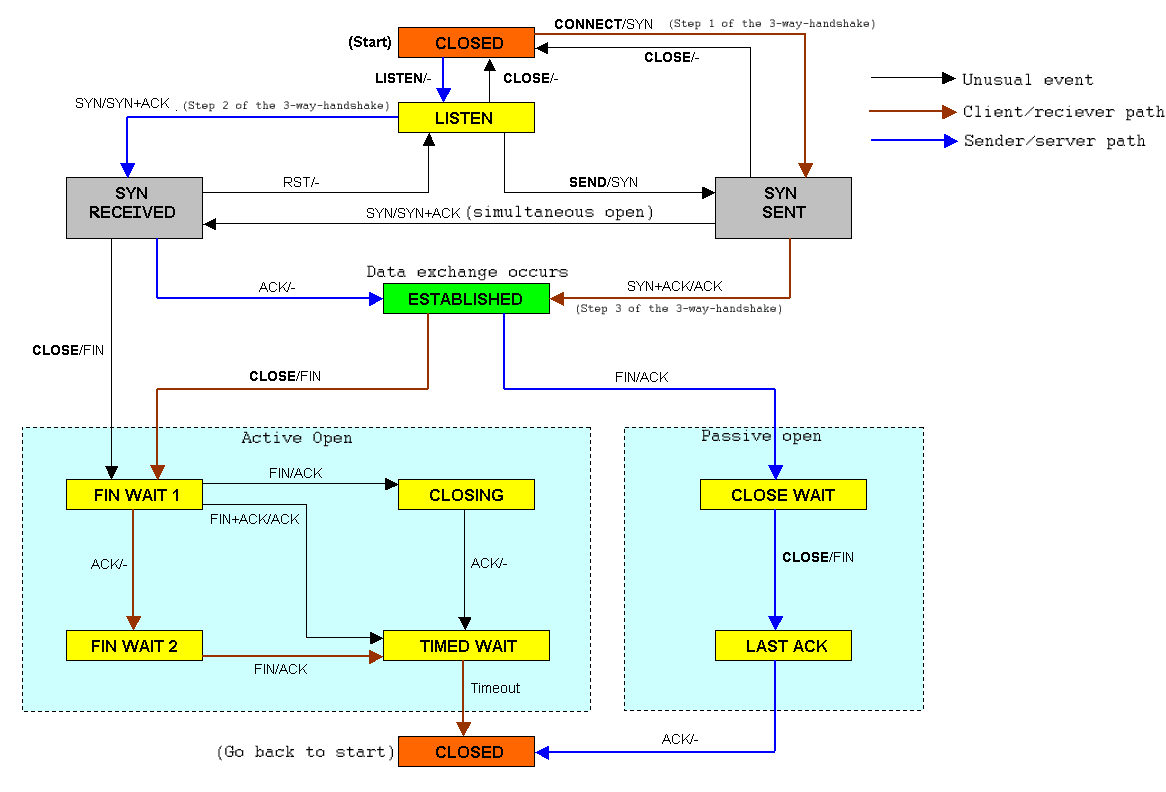 CONNECT/SYN (Step 1 of the 3-way-handshake)
(Start) CLOSED
CLOSE/-
LISTEN/- CLOSE/-
Unusual event
Client/reciever path
Sender/server path
SYN/SYN+ACK (Step 2 of the 3-way-handshake)
LISTEN
RST/-
SEND/SYN
SYN
RECEIVED
SYN
SENT
SYN/SYN+ACK (simultaneous open)
Data exchange occurs
ACK/-
ESTABLISHED
SYN+ACK/ACK
(Step 3 of the 3-way-handshake)
CLOSE/FIN
CLOSE/FIN
FIN/ACK
Active Open
Passive open
FIN WAIT 1
FIN/ACK
CLOSING
CLOSE WAIT
FIN+ACK/ACK
ACK/-
ACK/-
CLOSE/FIN
FIN WAIT 2
TIMED WAIT
LAST ACK
FIN/ACK
Timeout
(Go back to start) CLOSED
ACK/-